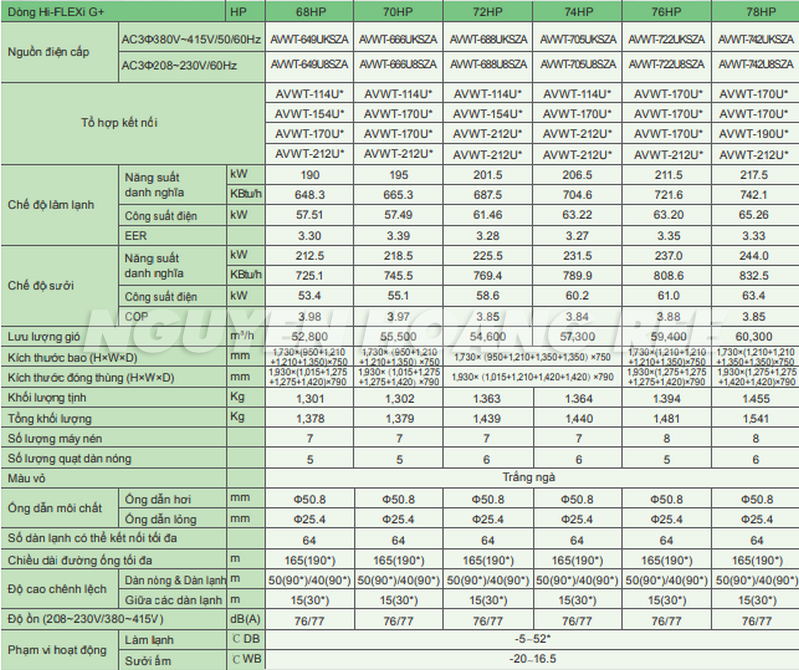 Dòng Hi-FLEXi G+ HP 68HP 70HP 72HP 74HP 76HP 78HP
Nguồn điện cấp AC3Φ380V~415V/50/60Hz AVWT-649UKSZA AVWT-666UKSZA AVWT-688UKSZA AVWT-705UKSZA AVWT-722UKSZA AVWT-742UKSZA
AC3Φ208~230V/60Hz AVWT-649U8SZA AVWT-666U8SZA AVWT-688U8SZA AVWT-705U8SZA AVWT-722U8SZA AVWT-742U8SZA
Tổ hợp kết nối AVWT-114U* AVWT-114U* AVWT-114U* AVWT-114U* AVWT-170U* AVWT-170U*
AVWT-154U* AVWT-170U* AVWT-154U* AVWT-170U* AVWT-170U* AVWT-170U*
AVWT-170U* AVWT-170U* AVWT-212U* AVWT-212U* AVWT-170U* AVWT-190U*
AVWT-212U* AVWT-212U* AVWT-212U* AVWT-212U* AVWT-212U* AVWT-212U*
Chế độ làm lạnh Năng suất danh nghĩa kW 190 195 201.5 206.5 211.5 217.5
KBtu/h 648.3 665.3 687.5 704.6 721.6 742.1
Công suất điện kW 57.51 57.49 61.46 63.22 63.20 65.26
EER 3.30 3.39 3.28 3.27 3.35 3.33
Chế độ sưởi Năng suất danh nghĩa kW 212.5 218.5 225.5 231.5 237.0 244.0
KBtu/h 725.1 745.5 769.4 789.9 808.6 832.5
Công suất điện kW 53.4 55.1 58.6 60.2 61.0 63.4
COP 3.98 3.97 3.85 3.84 3.88 3.85
NGUYEN HOANG REE
Lưu lượng gió m³/h 52,800 55,500 54,600 57,300 59,400 60,300
Kích thước bao (H×W×D) mm 1,730×(950+1,210 +1,210+1,350)×750 1,730× (950+1,210 +1,210+1,350) ×750 1,730× (950+1,210+1,350+1,350) ×750 1,730×(1,210+1,210 +1,210+1,350)×750 1,730×(1,210+1,210 +1,350+1,350)×750
Kích thước đóng thùng (H×W×D) mm 1,930×(1,015+1,275 +1,275+1,420)×790 1,930× (1,015+1,275 +1,275+1,420) ×790 1,930× (1,015+1,275+1,420+1,420) ×790 1,930×(1,275+1,275 +1,275+1,420)×790 1,930×(1,275+1,275 +1,420+1,420)×790
Khối lượng tịnh Kg 1,301 1,302 1.363 1.364 1.394 1.455
Tổng khối lượng Kg 1,378 1,379 1,439 1,440 1,481 1,541
Số lượng máy nén 7 7 7 7 8 8
Số lượng quạt dàn nóng 5 5 6 6 5 6
Màu vỏ Trắng ngà
Ống dẫn môi chất Ống dẫn hơi mm Φ50.8 Φ50.8 Φ50.8 Φ50.8 Φ50.8 Φ50.8
Ống dẫn lỏng mm Φ25.4 Φ25.4 Φ25.4 Φ25.4 Φ25.4 Φ25.4
Số dàn lạnh có thể kết nối tối đa 64 64 64 64 64 64
Chiều dài đường ống tối đa m 165(190*) 165(190*) 165(190*) 165(190*) 165(190*) 165(190*)
Độ cao chênh lệch Dàn nóng & Dàn lạnh m 50(90*)/40(90*) 50(90*)/40(90*) 50(90*)/40(90*) 50(90*)/40(90*) 50(90*)/40(90*) 50(90*)/40(90*)
Giữa các dàn lạnh m 15(30*) 15(30*) 15(30*) 15(30*) 15(30*) 15(30*)
Độ ồn (208~230V/380~415V) dB(A) 76/77 76/77 76/77 76/77 76/77 76/77
Phạm vi hoạt động Làm lạnh C DB -5~52*
Sưởi ấm C WB -20~16.5